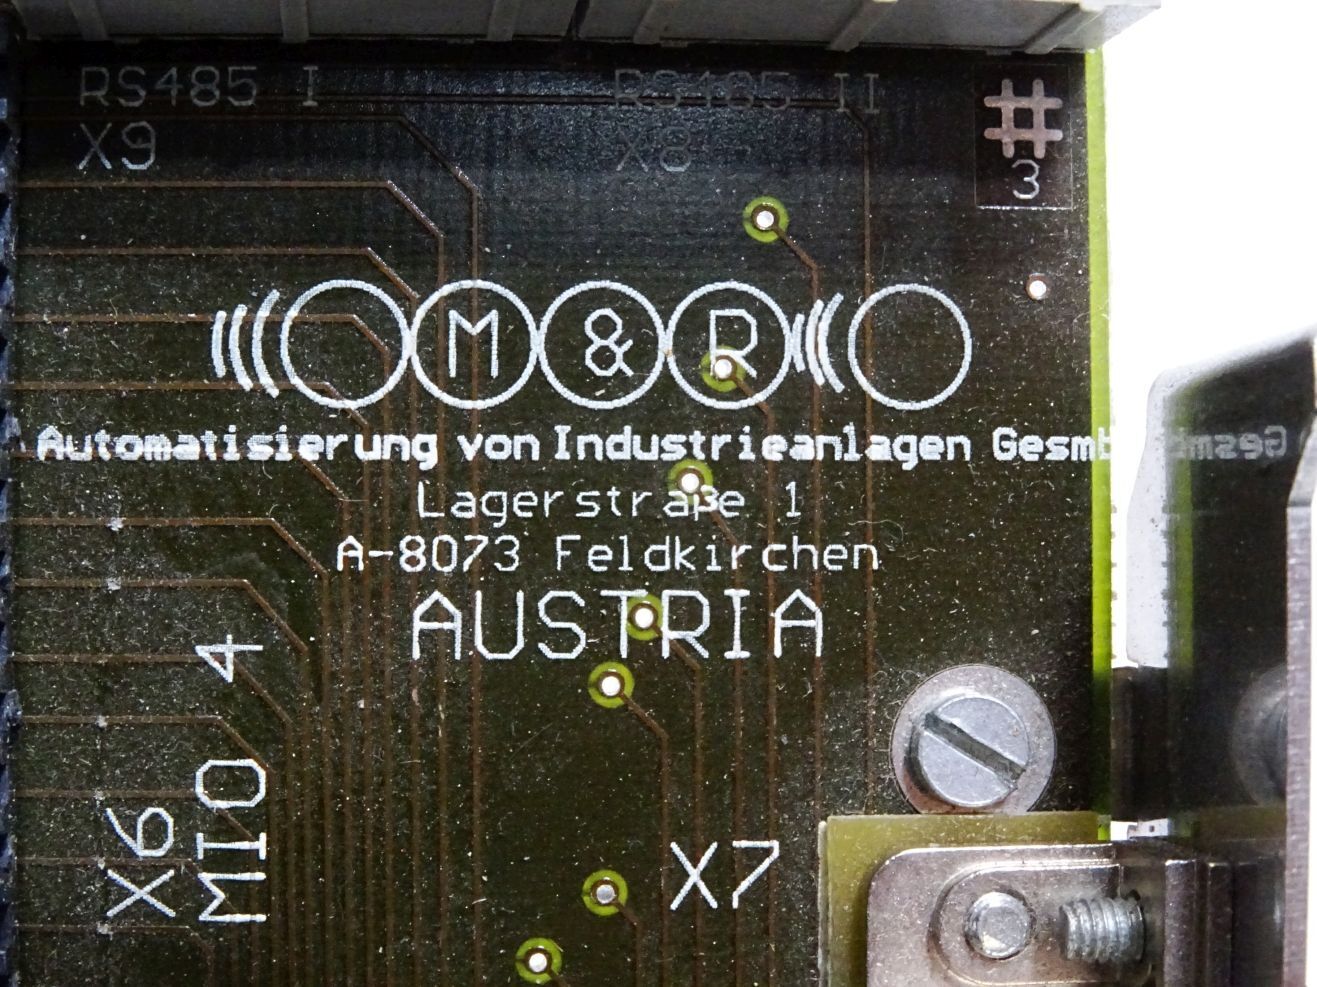 RS485 I
RS485 II
X9
X8
#
3
M & R
Automatisierung von Industrieanlagen Gesmb
Lagerstraße 1
A-8073 Feldkirchen
AUSTRIA
X6
MIO 4
X7